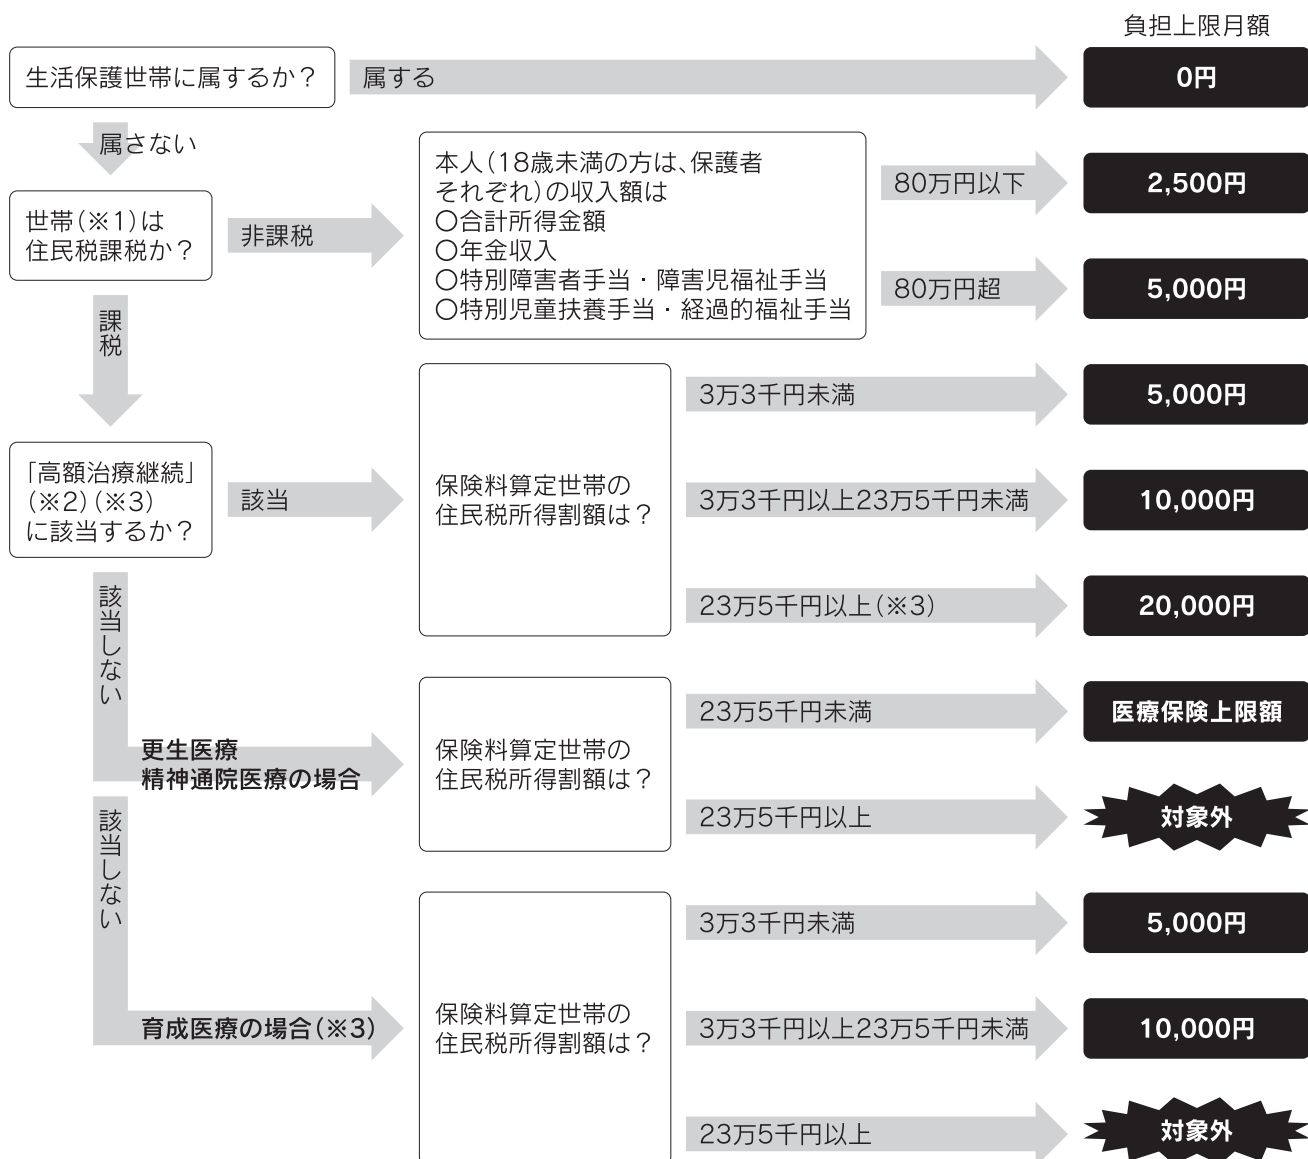 負担上限月額
生活保護世帯に属するか？
属する
0円
属さない
世帯(※1)は
住民税課税か？
非課税
本人(18歳未満の方は、保護者
それぞれ)の収入額は
○合計所得金額
○年金収入
○特別障害者手当・障害児福祉手当
○特別児童扶養手当・経過的福祉手当
80万円以下
2,500円
80万円超
5,000円
課税
「高額治療継続」
(※2)(※3)
に該当するか？
該当
保険料算定世帯の
住民税所得割額は？
3万3千円未満
5,000円
3万3千円以上23万5千円未満
10,000円
23万5千円以上(※3)
20,000円
該当しない
更生医療
精神通院医療の場合
保険料算定世帯の
住民税所得割額は？
23万5千円未満
医療保険上限額
23万5千円以上
対象外
該当しない
育成医療の場合(※3)
保険料算定世帯の
住民税所得割額は？
3万3千円未満
5,000円
3万3千円以上23万5千円未満
10,000円
23万5千円以上
対象外